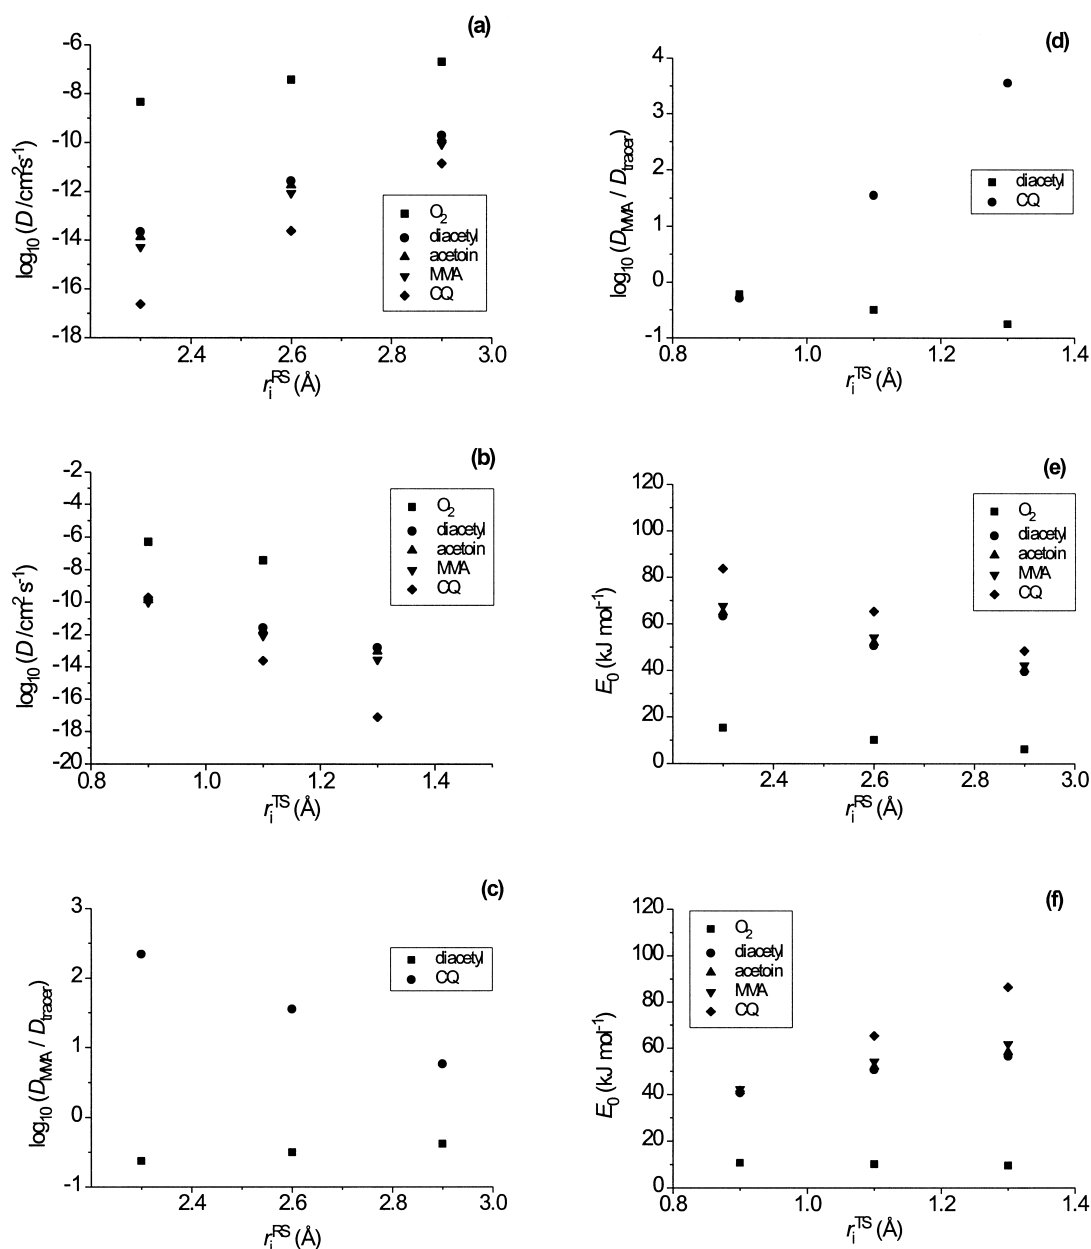 (a)
-6
-8
-10
-12
-14
-16
-18
log10 (D /cm2s-1)
O2
diacetyl
acetoin
MMA
CQ
2.4 2.6 2.8 3.0
riRS (Å)
(d)
4
3
2
1
0
-1
log10 (DMMA / Dtracer)
diacetyl
CQ
0.8 1.0 1.2 1.4
riTS (Å)
(b)
-2
-4
-6
-8
-10
-12
-14
-16
-18
-20
log10 (D /cm2 s-1)
O2
diacetyl
acetoin
MMA
CQ
0.8 1.0 1.2 1.4
riTS (Å)
(e)
120
100
80
60
40
20
0
E0 (kJ mol-1)
O2
diacetyl
acetoin
MMA
CQ
2.4 2.6 2.8 3.0
riRS (Å)
(c)
3
2
1
0
-1
log10 (DMMA / Dtracer)
diacetyl
CQ
2.4 2.6 2.8 3.0
riRS (Å)
(f)
120
100
80
60
40
20
0
E0 (kJ mol-1)
O2
diacetyl
acetoin
MMA
CQ
0.8 1.0 1.2 1.4
riTS (Å)